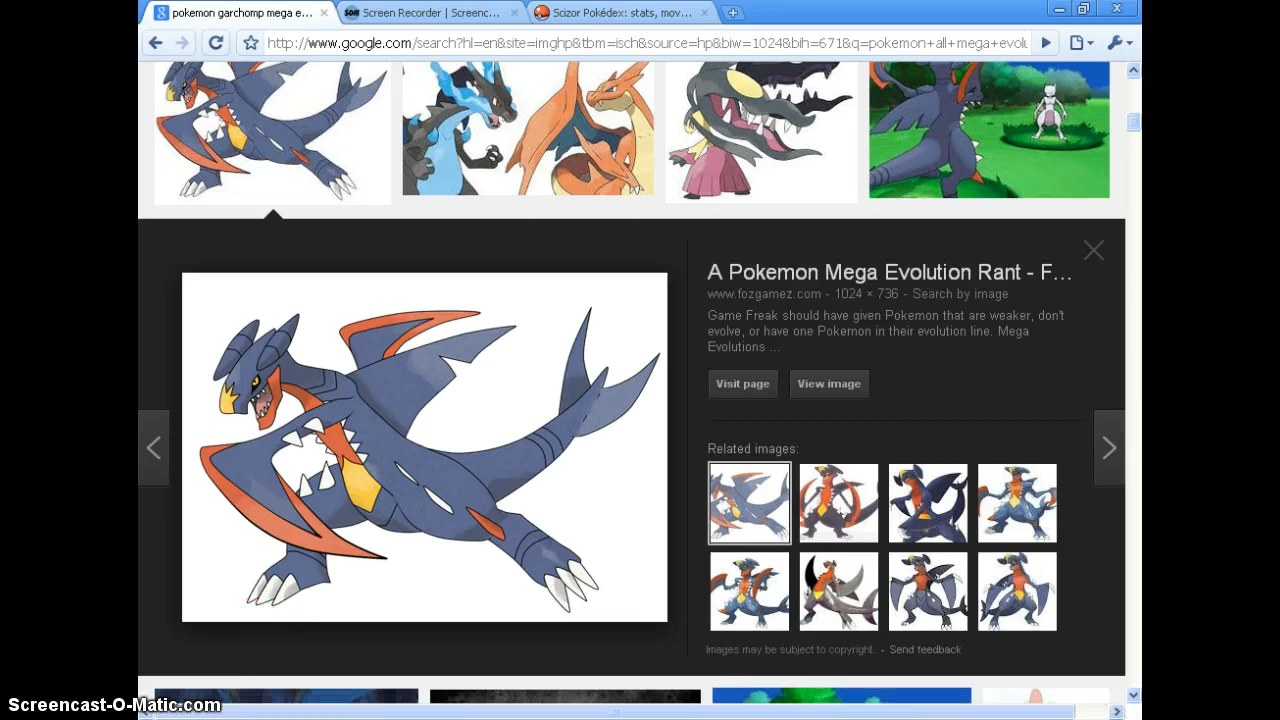 pokemon garchomp mega e...
Screen Recorder | Screenc...
Scizor Pokédex: stats, mov...
http://www.google.com/search?hl=en&site=imghp&tbm=isch&source=hp&biw=1024&bih=671&q=pokemon+all+mega+evolu
A Pokemon Mega Evolution Rant - F...
www.fozgamez.com - 1024 × 736 - Search by image
Game Freak should have given Pokemon that are weaker, don't
evolve, or have one Pokemon in their evolution line. Mega
Evolutions ...
Visit page
View image
Related images:
Images may be subject to copyright. - Send feedback
Screencast-O-Matic.com